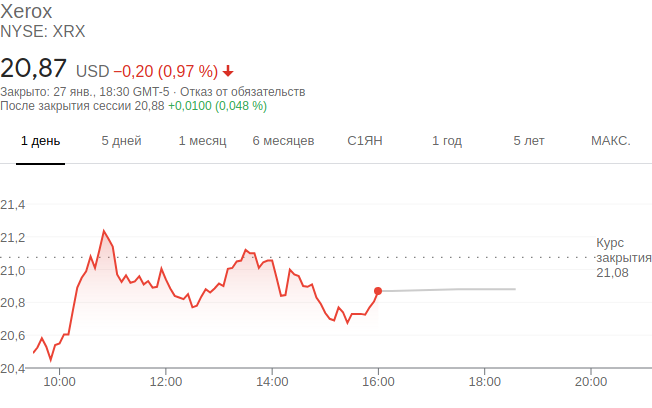 Xerox
NYSE: XRX
20,87 USD −0,20 (0,97 %)
Закрыто: 27 янв., 18:30 GMT-5 · Отказ от обязательств
После закрытия сессии 20,88 +0,0100 (0,048 %)
1 день 5 дней 1 месяц 6 месяцев С1ЯН 1 год 5 лет МАКС.
21,4
21,2
Курс
закрытия
21,08
21,0
20,8
20,6
20,4
10:00 12:00 14:00 16:00 18:00 20:00